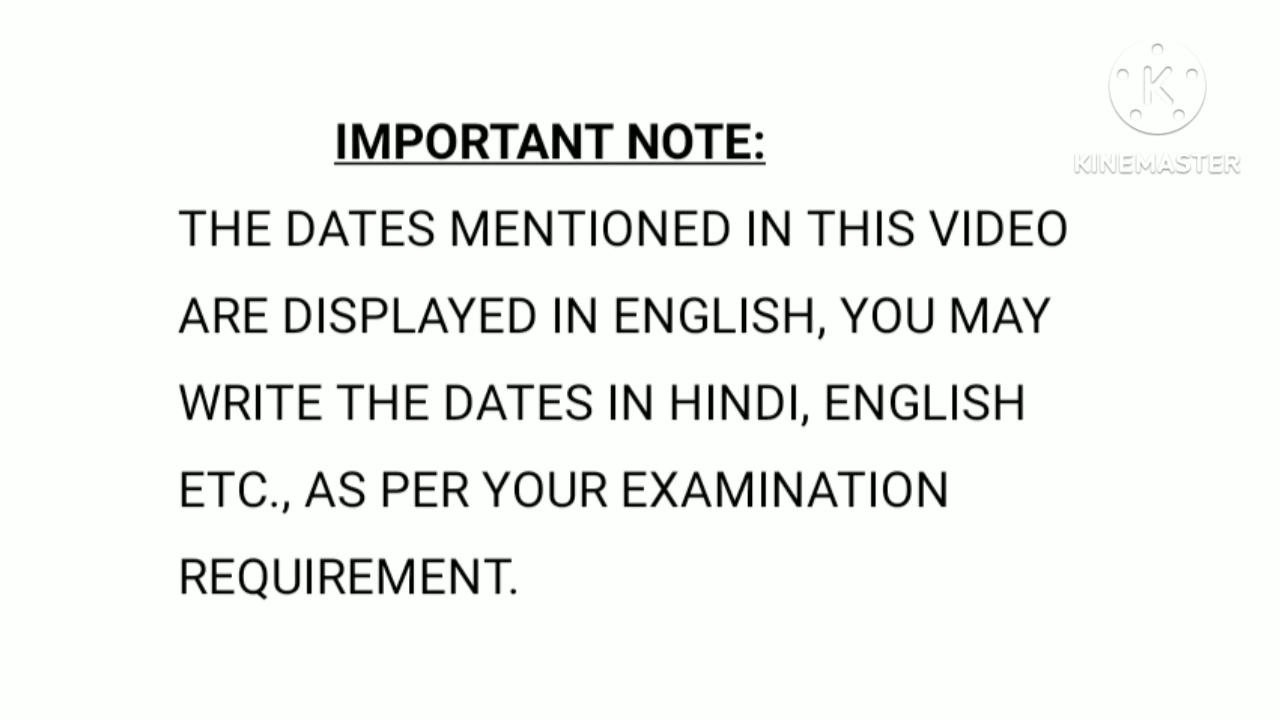 IMPORTANT NOTE:
THE DATES MENTIONED IN THIS VIDEO
ARE DISPLAYED IN ENGLISH, YOU MAY
WRITE THE DATES IN HINDI, ENGLISH
ETC., AS PER YOUR EXAMINATION
REQUIREMENT.
K
KINEMASTER